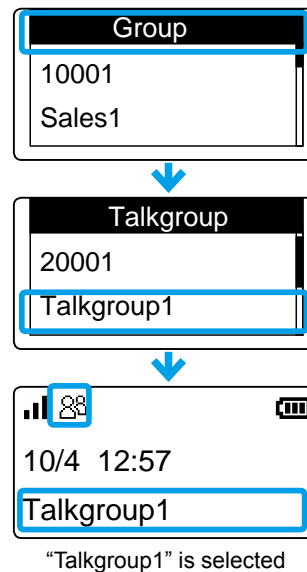 Group
10001
Sales1
Talkgroup
20001
Talkgroup1
10/4 12:57
Talkgroup1
“Talkgroup1” is selected